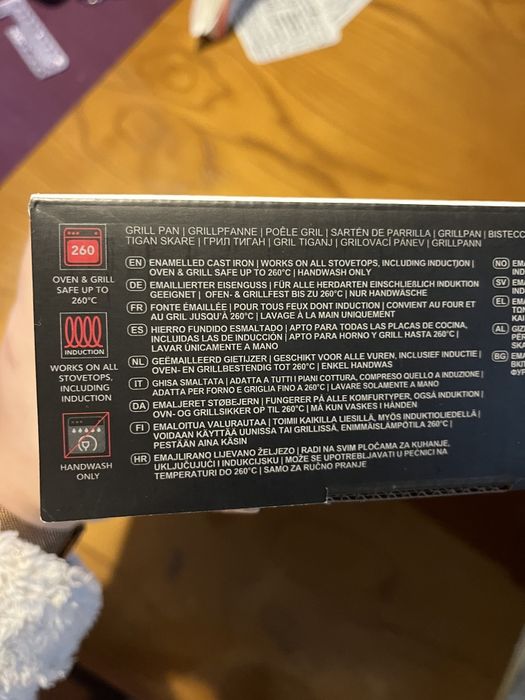 260
OVEN & GRILL
SAFE UP TO
260°C
INDUCTION
WORKS ON ALL
STOVETOPS,
INCLUDING
INDUCTION
HANDWASH
ONLY
GRILL PAN | GRILLPFANNE | POÊLE GRIL | SARTÉN DE PARRILLA | GRILLPAN | BISTECC
TIGAN SKARE | ГРИЛ ТИГАН | GRIL TIGANJ | GRILOVACÍ PÁNEV | GRILLPANN
EN ENAMELLED CAST IRON | WORKS ON ALL STOVETOPS, INCLUDING INDUCTION |
OVEN & GRILL SAFE UP TO 260°C | HANDWASH ONLY
DE EMAILLIERTER EISENGUSS | FÜR ALLE HERDARTEN EINSCHLIEßLICH INDUKTION
GEEIGNET | OFEN- & GRILLFEST BIS ZU 260°C | NUR HANDWÄSCHE
FR FONTE ÉMAILLÉE | POUR TOUS FEUX DONT INDUCTION | CONVIENT AU FOUR ET
AU GRIL JUSQU'À 260°C | LAVAGE À LA MAIN UNIQUEMENT
ES HIERRO FUNDIDO ESMALTADO | APTO PARA TODAS LAS PLACAS DE COCINA,
INCLUIDAS LAS DE INDUCCIÓN | APTO PARA HORNO Y GRILL HASTA 260°C |
LAVAR ÚNICAMENTE A MANO
NL GEËMAILLEERD GIETIJZER | GESCHIKT VOOR ALLE VUREN, INCLUSIEF INDUCTIE |
OVEN- EN GRILLBESTENDIG TOT 260°C | ENKEL HANDWAS
IT GHISA SMALTATA | ADATTA A TUTTI I PIANI COTTURA, COMPRESO QUELLO A INDUZIONE |
ADATTA PER FORNO E GRIGLIA FINO A 260°C | LAVARE SOLAMENTE A MANO
DA EMALJERET STØBEJERN | FUNGERER PÅ ALLE KOMFURTYPER, OGSÅ INDUKTION |
OVN- OG GRILLSIKKER OP TIL 260°C | MÅ KUN VASKES I HÅNDEN
FI EMALOITUA VALURAUTAA | TOIMII KAIKILLA LIESILLÄ, MYÖS INDUKTIOLIEDELLÄ |
VOIDAAN KÄYTTÄÄ UUNISSA TAI GRILLISSÄ, ENIMMÄISLÄMPÖTILA 260°C |
PESTÄÄN AINA KÄSIN
HR EMAJLIRANO LIJEVANO ŽELJEZO | RADI NA SVIM PLOČAMA ZA KUHANJE,
UKLJUČUJUĆI I INDUKCIJSKU | MOŽE SE UPOTREBLJAVATI U PEĆNICI NA
TEMPERATURI DO 260°C | SAMO ZA RUČNO PRANJE
NO
SV
EL
AL
BG